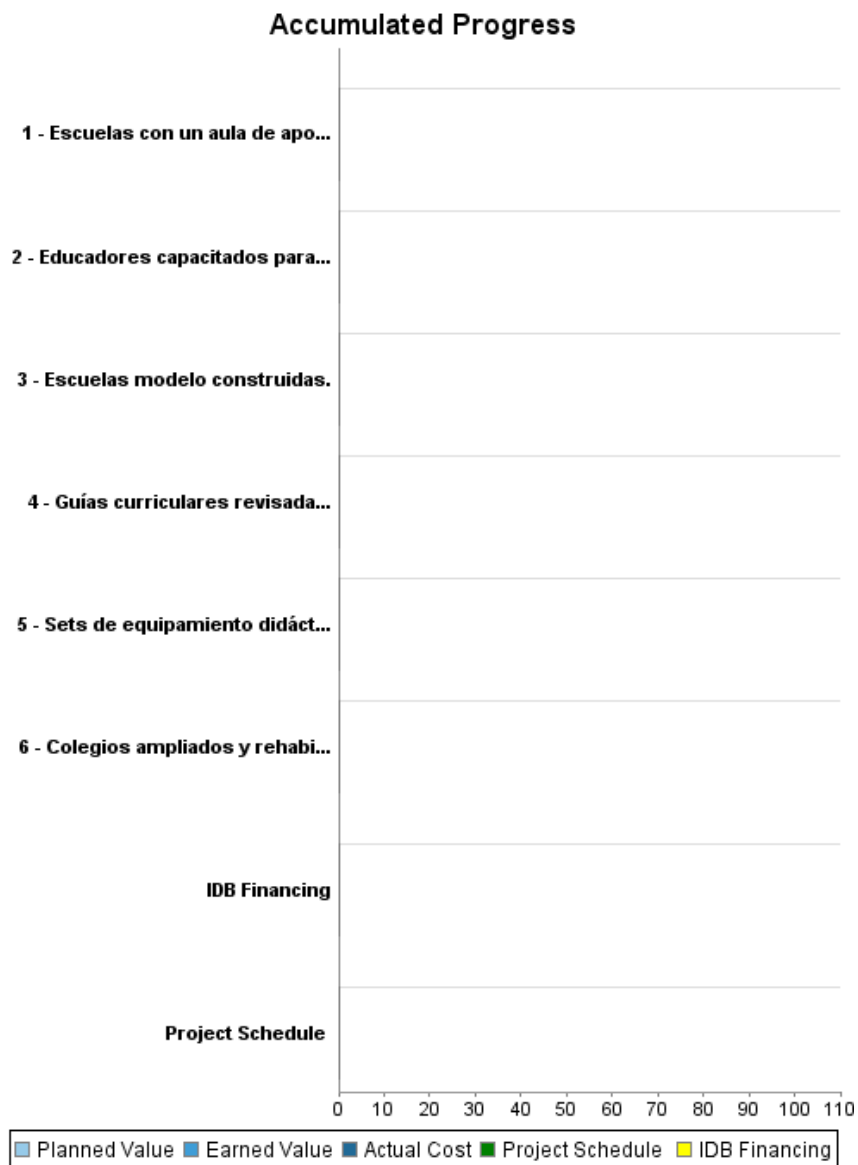 Accumulated Progress
1 - Escuelas con un aula de apo...
2 - Educadores capacitados para...
3 - Escuelas modelo construidas.
4 - Guías curriculares revisada...
5 - Sets de equipamiento didáct...
6 - Colegios ampliados y rehabi...
IDB Financing
Project Schedule
0 10 20 30 40 50 60 70 80 90 100 110
Planned Value Earned Value Actual Cost Project Schedule IDB Financing